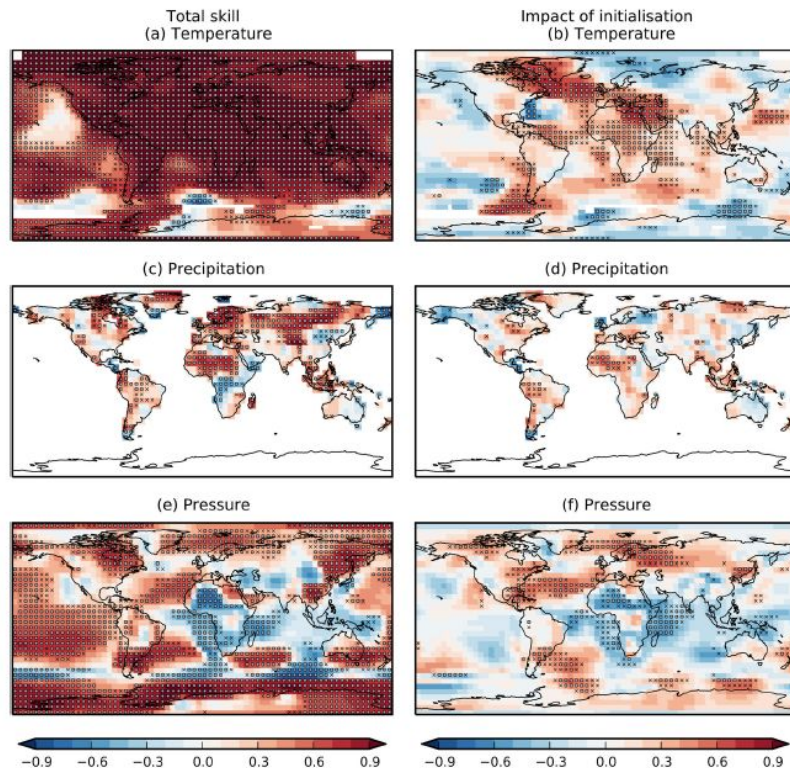 Total skill
(a) Temperature
Impact of initialisation
(b) Temperature
(c) Precipitation
(d) Precipitation
(e) Pressure
(f) Pressure
−0.9 −0.6 −0.3 0.0 0.3 0.6 0.9
−0.9 −0.6 −0.3 0.0 0.3 0.6 0.9